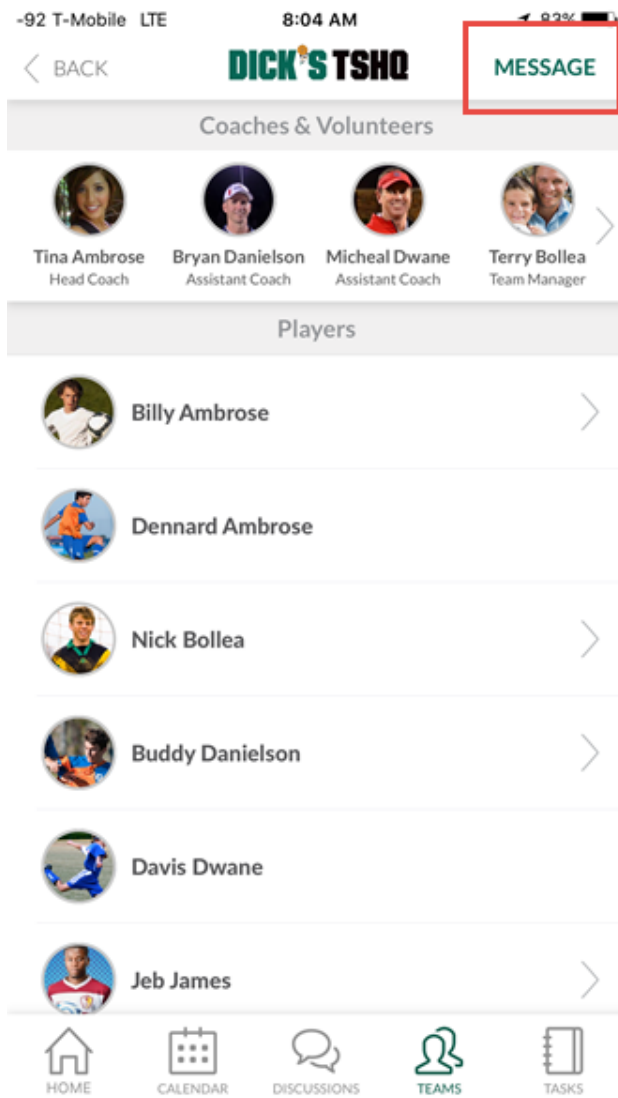 -92 T-Mobile LTE 8:04 AM 83%
BACK DICK'S TSHQ MESSAGE
Coaches & Volunteers
Tina Ambrose Bryan Danielson Micheal Dwane Terry Bollea
Head Coach Assistant Coach Assistant Coach Team Manager
Players
Billy Ambrose
Dennard Ambrose
Nick Bollea
Buddy Danielson
Davis Dwane
Jeb James
HOME CALENDAR DISCUSSIONS TEAMS TASKS